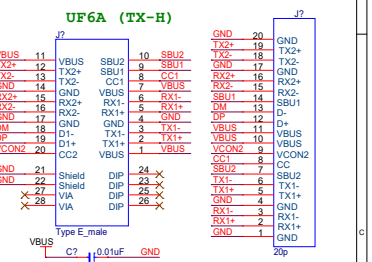 UF6A (TX-H)
J?
VBUS 11 VBUS SBU2 10 SBU2
TX2+ 12 TX2+ SBU1 9 SBU1
TX2- 13 TX2- CC1 8 CC1
GND 14 GND VBUS 7 VBUS
RX2+ 15 RX2+ RX1- 6 RX1-
RX2- 16 RX2- RX1+ 5 RX1+
GND 17 GND GND 4 GND
DM 18 D1- TX1- 3 TX1-
DP 19 D1+ TX1+ 2 TX1+
VCON2 20 CC2 VBUS 1 VBUS
GND 21 Shield DIP 24
GND 22 Shield DIP 23
27 VIA DIP 25
28 VIA DIP 26
Type E_male
VBUS
C? 0.01uF GND
J?
GND 20 GND
TX2+ 19 TX2+
TX2- 18 TX2-
GND 17 GND
RX2+ 16 RX2+
RX2- 15 RX2-
SBU1 14 SBU1
DM 13 D-
DP 12 D+
VBUS 11 VBUS
VBUS 10 VBUS
VCON2 9 VCON2
CC1 8 CC
SBU2 7 SBU2
TX1- 6 TX1-
TX1+ 5 TX1+
GND 4 GND
RX1- 3 RX1-
RX1+ 2 RX1+
GND 1 GND
20p
C